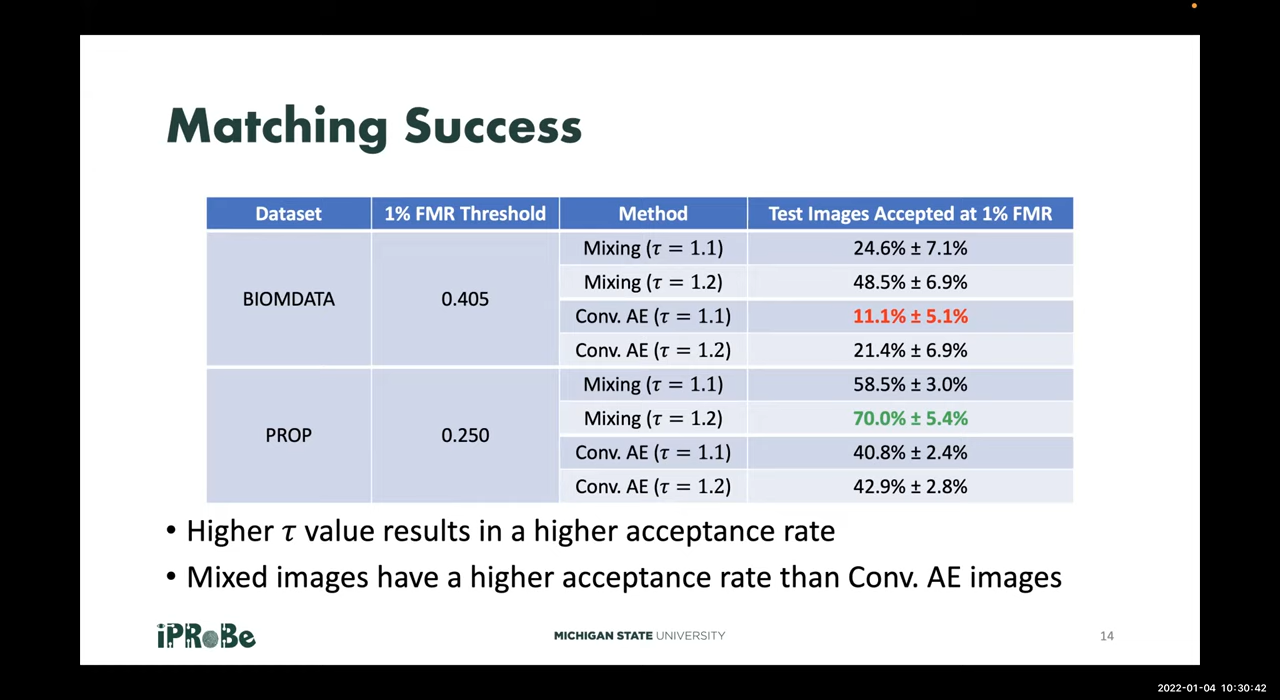 Matching Success
Dataset 1% FMR Threshold Method Test Images Accepted at 1% FMR
BIOMDATA 0.405 Mixing (τ = 1.1) 24.6% ± 7.1%
Mixing (τ = 1.2) 48.5% ± 6.9%
Conv. AE (τ = 1.1) 11.1% ± 5.1%
Conv. AE (τ = 1.2) 21.4% ± 6.9%
PROP 0.250 Mixing (τ = 1.1) 58.5% ± 3.0%
Mixing (τ = 1.2) 70.0% ± 5.4%
Conv. AE (τ = 1.1) 40.8% ± 2.4%
Conv. AE (τ = 1.2) 42.9% ± 2.8%
• Higher τ value results in a higher acceptance rate
• Mixed images have a higher acceptance rate than Conv. AE images
iPRoBe MICHIGAN STATE UNIVERSITY 14
2022-01-04 10:30:42